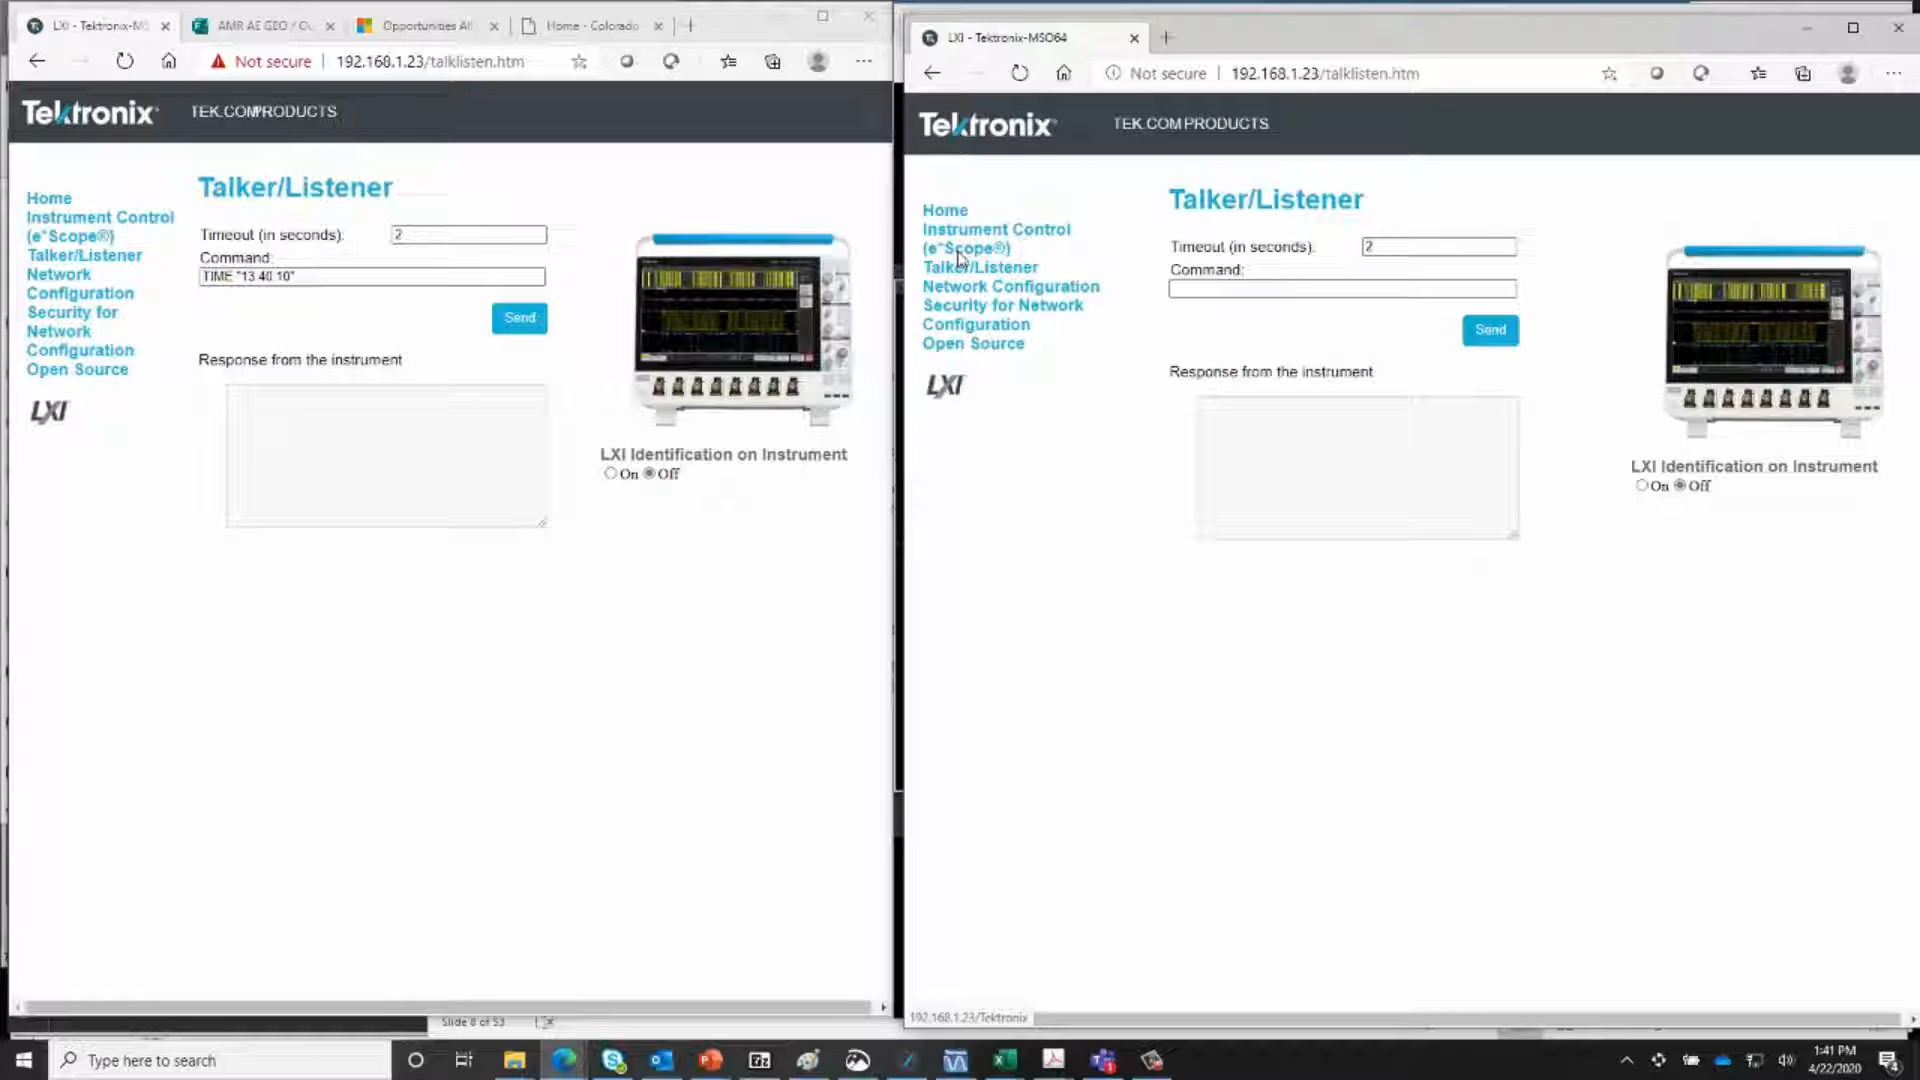 LXI - Tektronix-MS
AMR AE GEO / Ou
Opportunities All
Home - Colorado
Not secure
192.168.1.23/talklisten.htm
Tektronix
TEK.COM
PRODUCTS
Home
Instrument Control
(e*Scope®)
Talker/Listener
Network
Configuration
Security for
Network
Configuration
Open Source
LXI
Talker/Listener
Timeout (in seconds):
2
Command:
TIME "13:40:10"
Send
Response from the instrument
LXI Identification on Instrument
On Off
Slide 8 of 53
LXI - Tektronix-MSO64
Not secure
192.168.1.23/talklisten.htm
Tektronix
TEK.COM
PRODUCTS
Home
Instrument Control
(e*Scope®)
Talker/Listener
Network Configuration
Security for Network
Configuration
Open Source
LXI
Talker/Listener
Timeout (in seconds):
2
Command:
Send
Response from the instrument
LXI Identification on Instrument
On Off
192.168.1.23/Tektronix
Type here to search
1:41 PM
4/22/2020